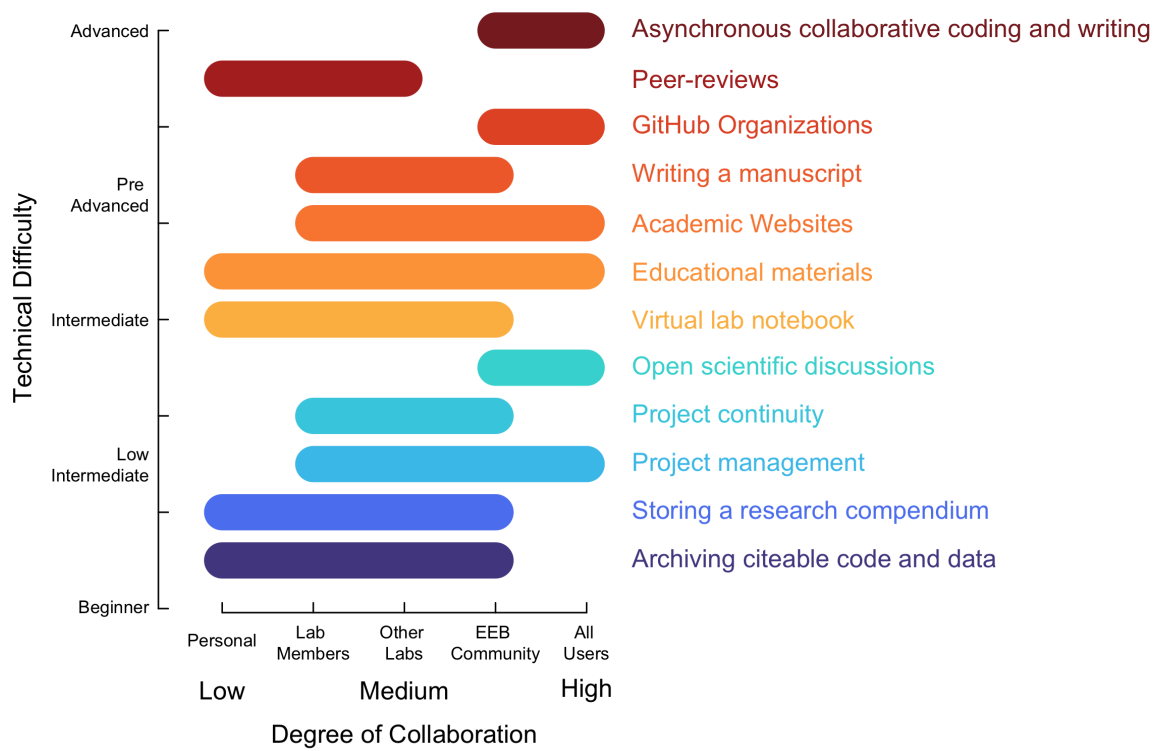 Advanced
Asynchronous collaborative coding and writing
Peer-reviews
GitHub Organizations
Pre
Advanced
Writing a manuscript
Academic Websites
Educational materials
Technical Difficulty
Intermediate
Virtual lab notebook
Open scientific discussions
Project continuity
Low
Intermediate
Project management
Storing a research compendium
Archiving citeable code and data
Beginner
Personal
Lab
Members
Other
Labs
EEB
Community
All
Users
Low
Medium
High
Degree of Collaboration